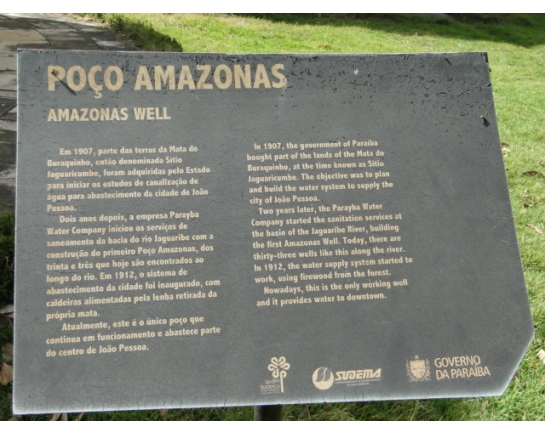 POÇO AMAZONAS
AMAZONAS WELL
Em 1907, parte das terras da Mata do
Buraquinho, então denominada Sítio
Jaguaricumbe, foram adquiridas pelo Estado
para iniciar os estudos de canalização de
água para abastecimento da cidade de João
Pessoa.
Dois anos depois, a empresa Parayba
Water Company iniciou os serviços de
saneamento da bacia do rio Jaguaribe com a
construção do primeiro Poço Amazonas, dos
trinta e três que hoje são encontrados ao
longo do rio. Em 1912, o sistema de
abastecimento da cidade foi inaugurado, com
caldeiras alimentadas pela lenha retirada da
própria mata.
Atualmente, este é o único poço que
continua em funcionamento e abastece parte
do centro de João Pessoa.
In 1907, the government of Paraíba
bought part of the lands of the Mata do
Buraquinho, at the time known as Sítio
Jaguaricumbe. The objective was to plan
and build the water system to supply the
city of João Pessoa.
Two years later, the Parayba Water
Company started the sanitation services at
the basin of the Jaguaribe River, building
the first Amazonas Well. Today, there are
thirty-three wells like this along the river.
In 1912, the water supply system started to
work, using firewood from the forest.
Nowadays, this is the only working well
and it provides water to downtown.
SUDEMA
GOVERNO
DA PARAÍBA